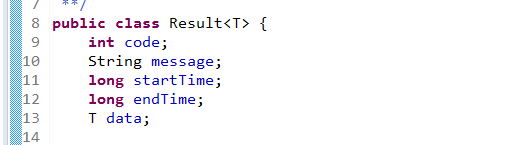 7 **/
8 public class Result<T> {
9 int code;
10 String message;
11 long startTime;
12 long endTime;
13 T data;
14